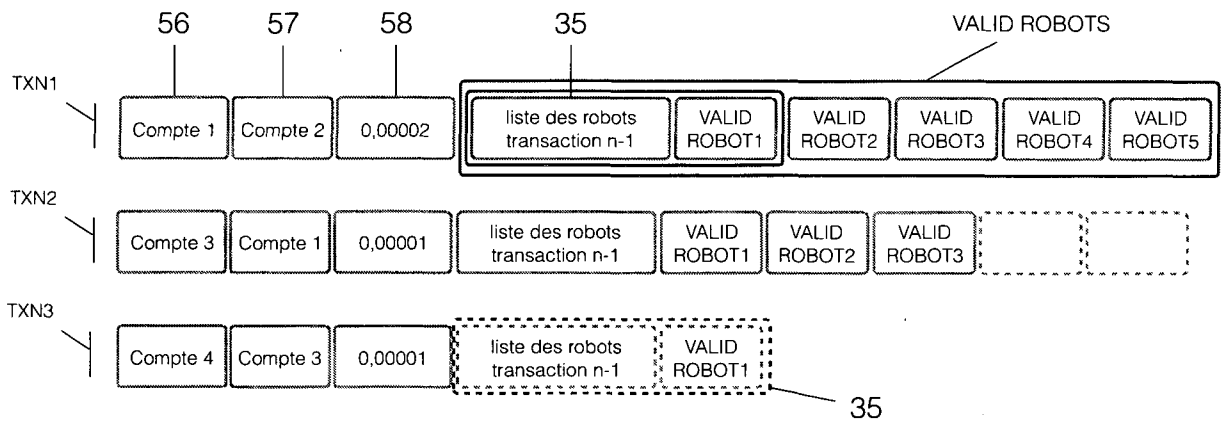 56 57 58 35 VALID ROBOTS
TXN1
Compte 1 Compte 2 0,00002 liste des robots transaction n-1 VALID ROBOT1 VALID ROBOT2 VALID ROBOT3 VALID ROBOT4 VALID ROBOT5
TXN2
Compte 3 Compte 1 0,00001 liste des robots transaction n-1 VALID ROBOT1 VALID ROBOT2 VALID ROBOT3
TXN3
Compte 4 Compte 3 0,00001 liste des robots transaction n-1 VALID ROBOT1
35